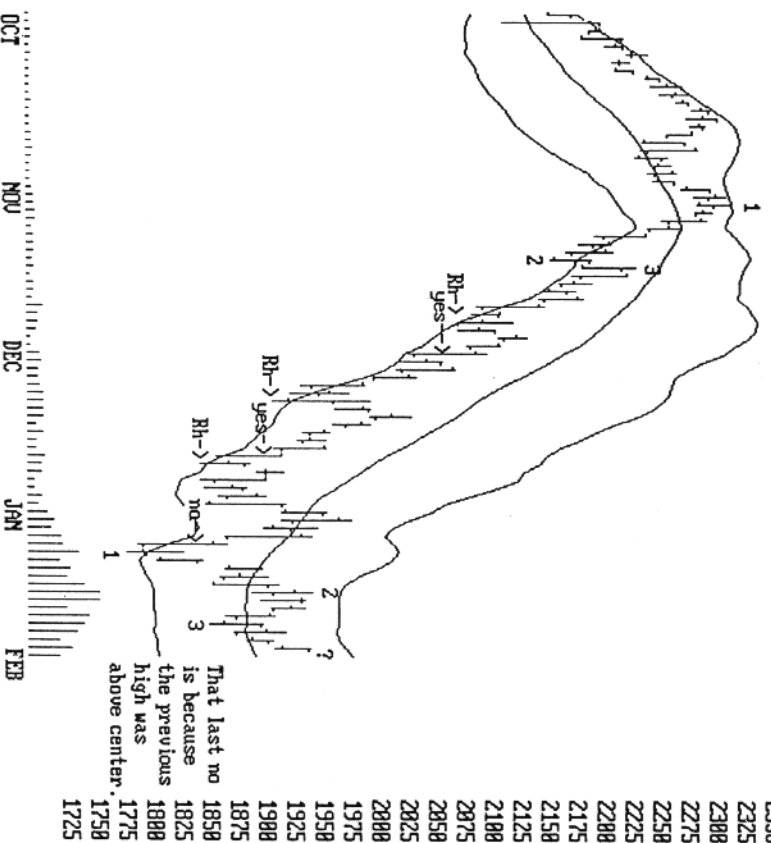 1
3
2
Rh->
yes->
Rh->
yes->
Rh->
no->
1
2
3
?
That last no
is because
the previous
high was
above center.
2325
2300
2275
2250
2225
2200
2175
2150
2125
2100
2075
2050
2025
2000
1975
1950
1925
1900
1875
1850
1825
1800
1775
1750
1725
OCT
NOV
DEC
JAN
FEB